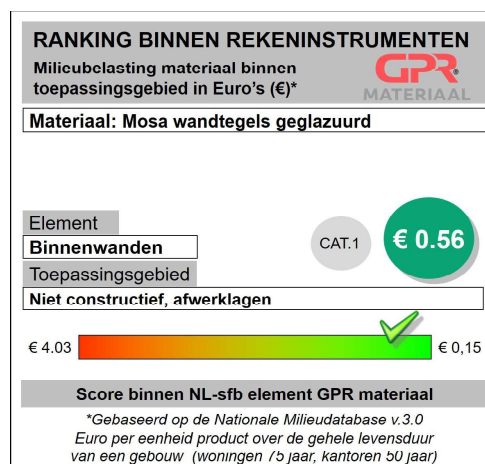 RANKING BINNEN REKENINSTRUMENTEN
Milieubelasting materiaal binnen
toepassingsgebied in Euro's (€)*
GPR®
MATERIAAL
Materiaal: Mosa wandtegels geglazuurd
Element
Binnenwanden
CAT.1
€ 0.56
Toepassingsgebied
Niet constructief, afwerklagen
€ 4.03
€ 0,15
Score binnen NL-sfb element GPR materiaal
*Gebaseerd op de Nationale Milieudatabase v.3.0
Euro per eenheid product over de gehele levensduur
van een gebouw (woningen 75 jaar, kantoren 50 jaar)